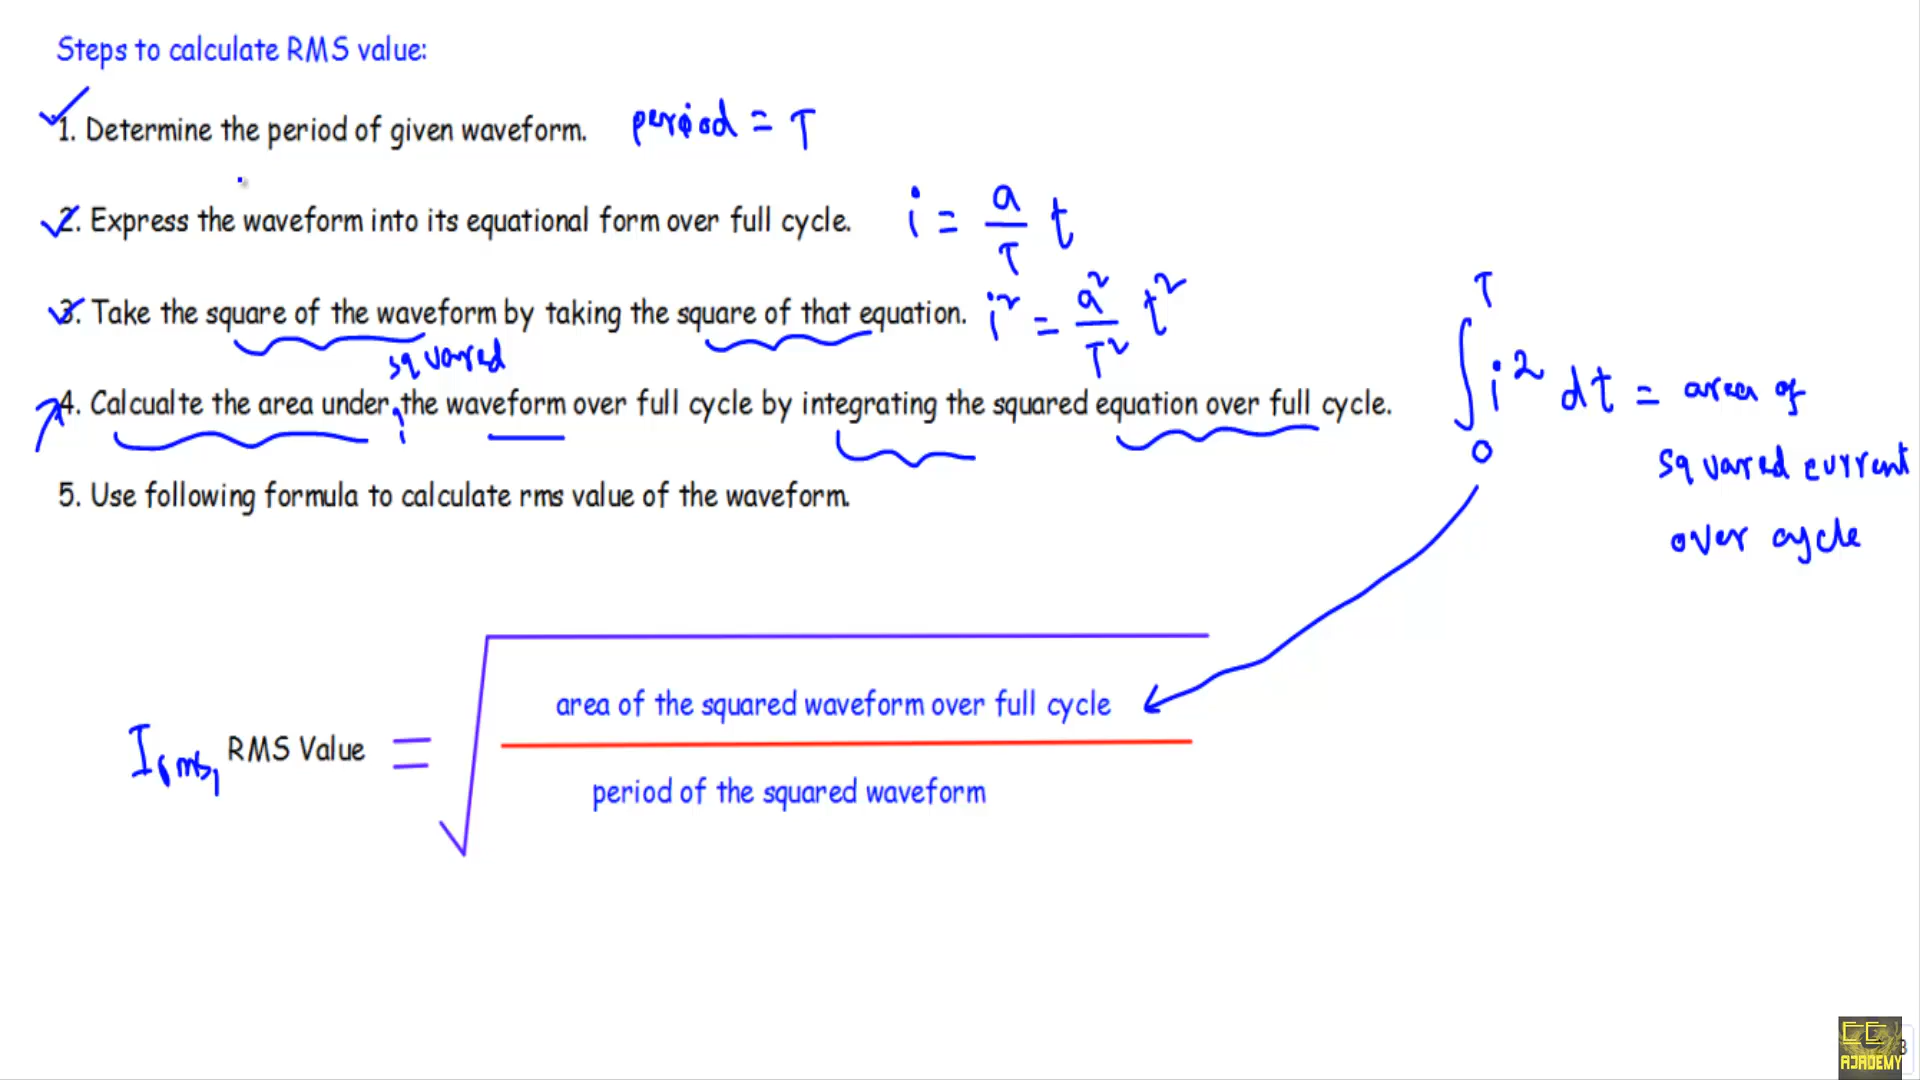 Steps to calculate RMS value:
1. Determine the period of given waveform. period = T
2. Express the waveform into its equational form over full cycle. i = a/T t
3. Take the square of the waveform by taking the square of that equation. i² = a²/T² t²
squared
4. Calcualte the area under the waveform over full cycle by integrating the squared equation over full cycle. ∫₀ᵀ i² dt = area of
squared current
over cycle
5. Use following formula to calculate rms value of the waveform.
area of the squared waveform over full cycle
Irms, RMS Value =
period of the squared waveform
EE
AJADEMY
3